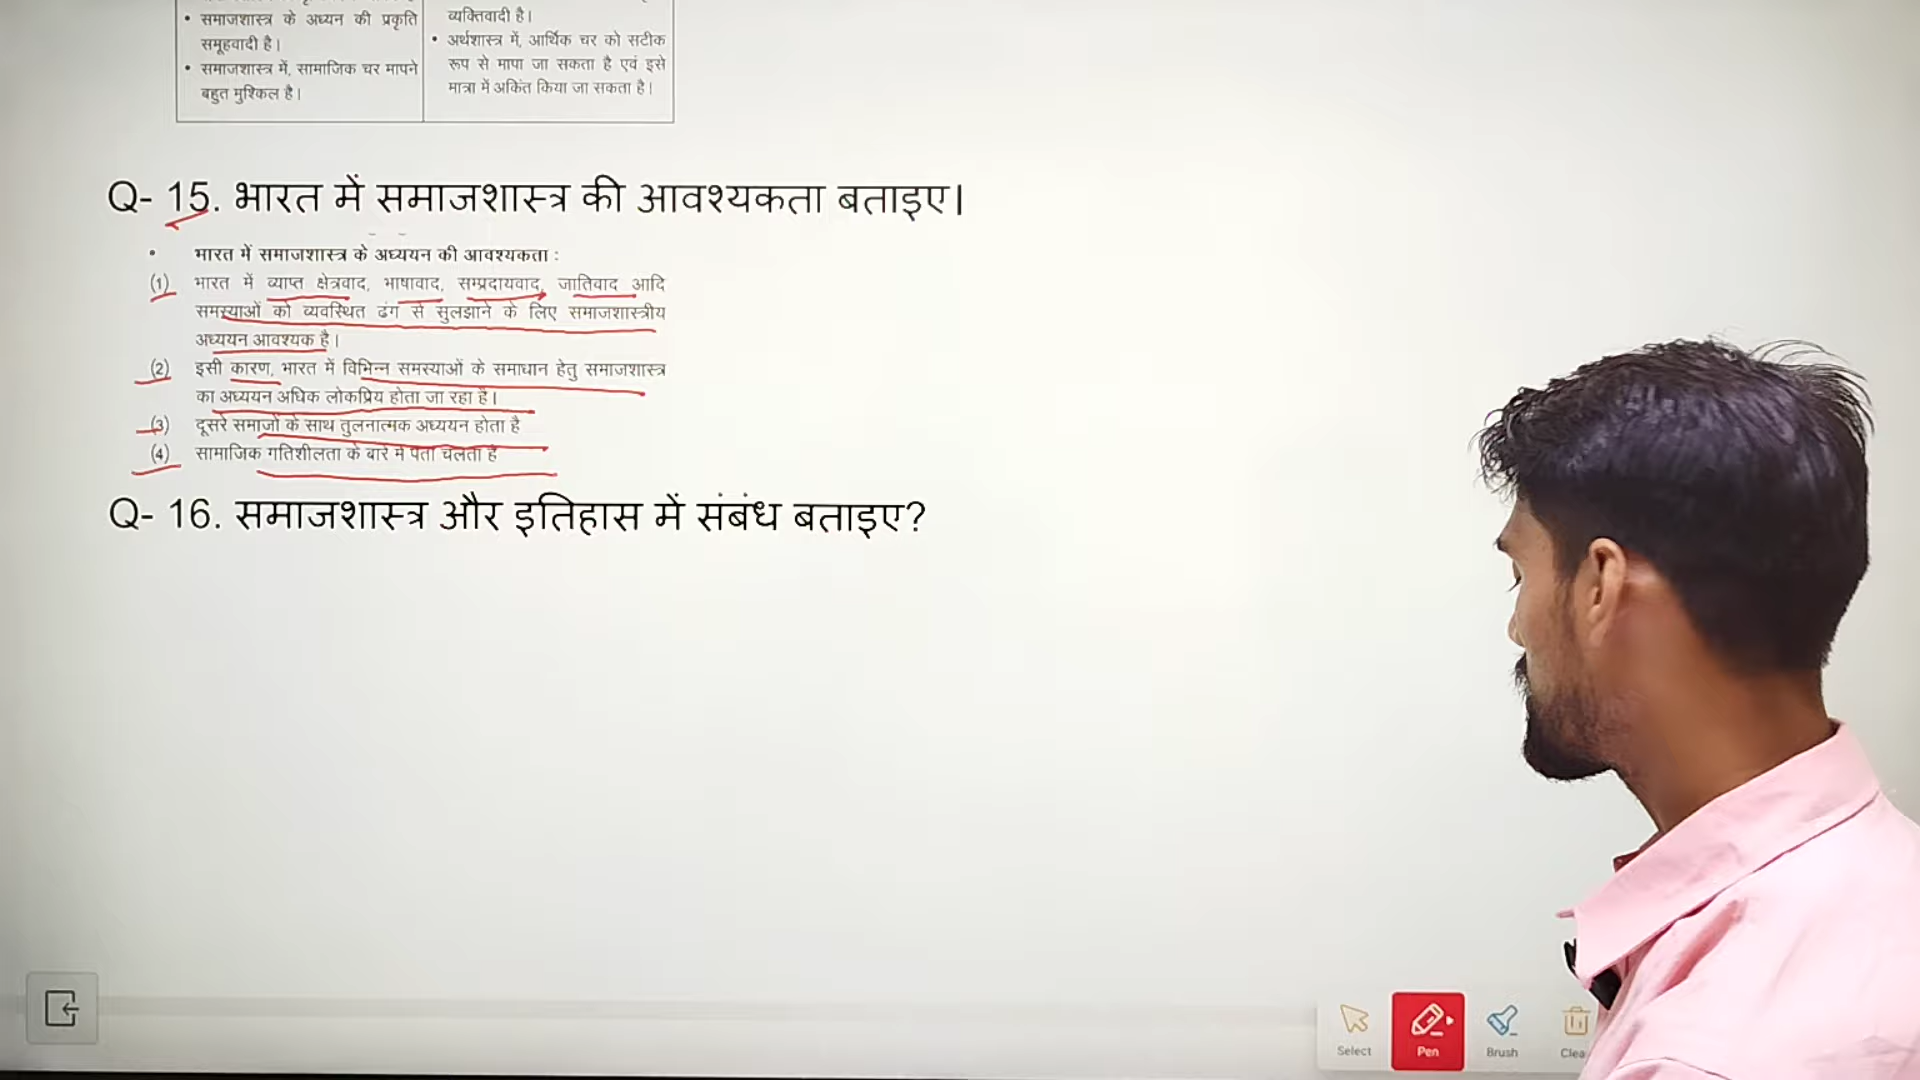 • समाजशास्त्र के अध्यन की प्रकृति
समूहवादी है।
• समाजशास्त्र में, सामाजिक चर मापने
बहुत मुश्किल है।
व्यक्तिवादी है।
• अर्थशास्त्र में, आर्थिक चर को सटीक
रूप से मापा जा सकता है एवं इसे
मात्रा में अकिंत किया जा सकता है।
Q- 15. भारत में समाजशास्त्र की आवश्यकता बताइए।
• भारत में समाजशास्त्र के अध्ययन की आवश्यकता :
(1) भारत में व्याप्त क्षेत्रवाद, भाषावाद, सम्प्रदायवाद, जातिवाद आदि
समस्याओं को व्यवस्थित ढंग से सुलझाने के लिए समाजशास्त्रीय
अध्ययन आवश्यक है।
(2) इसी कारण, भारत में विभिन्न समस्याओं के समाधान हेतु समाजशास्त्र
का अध्ययन अधिक लोकप्रिय होता जा रहा है।
(3) दूसरे समाजों के साथ तुलनात्मक अध्ययन होता है
(4) सामाजिक गतिशीलता के बारे में पता चलता है
Q- 16. समाजशास्त्र और इतिहास में संबंध बताइए?
Select
Pen
Brush